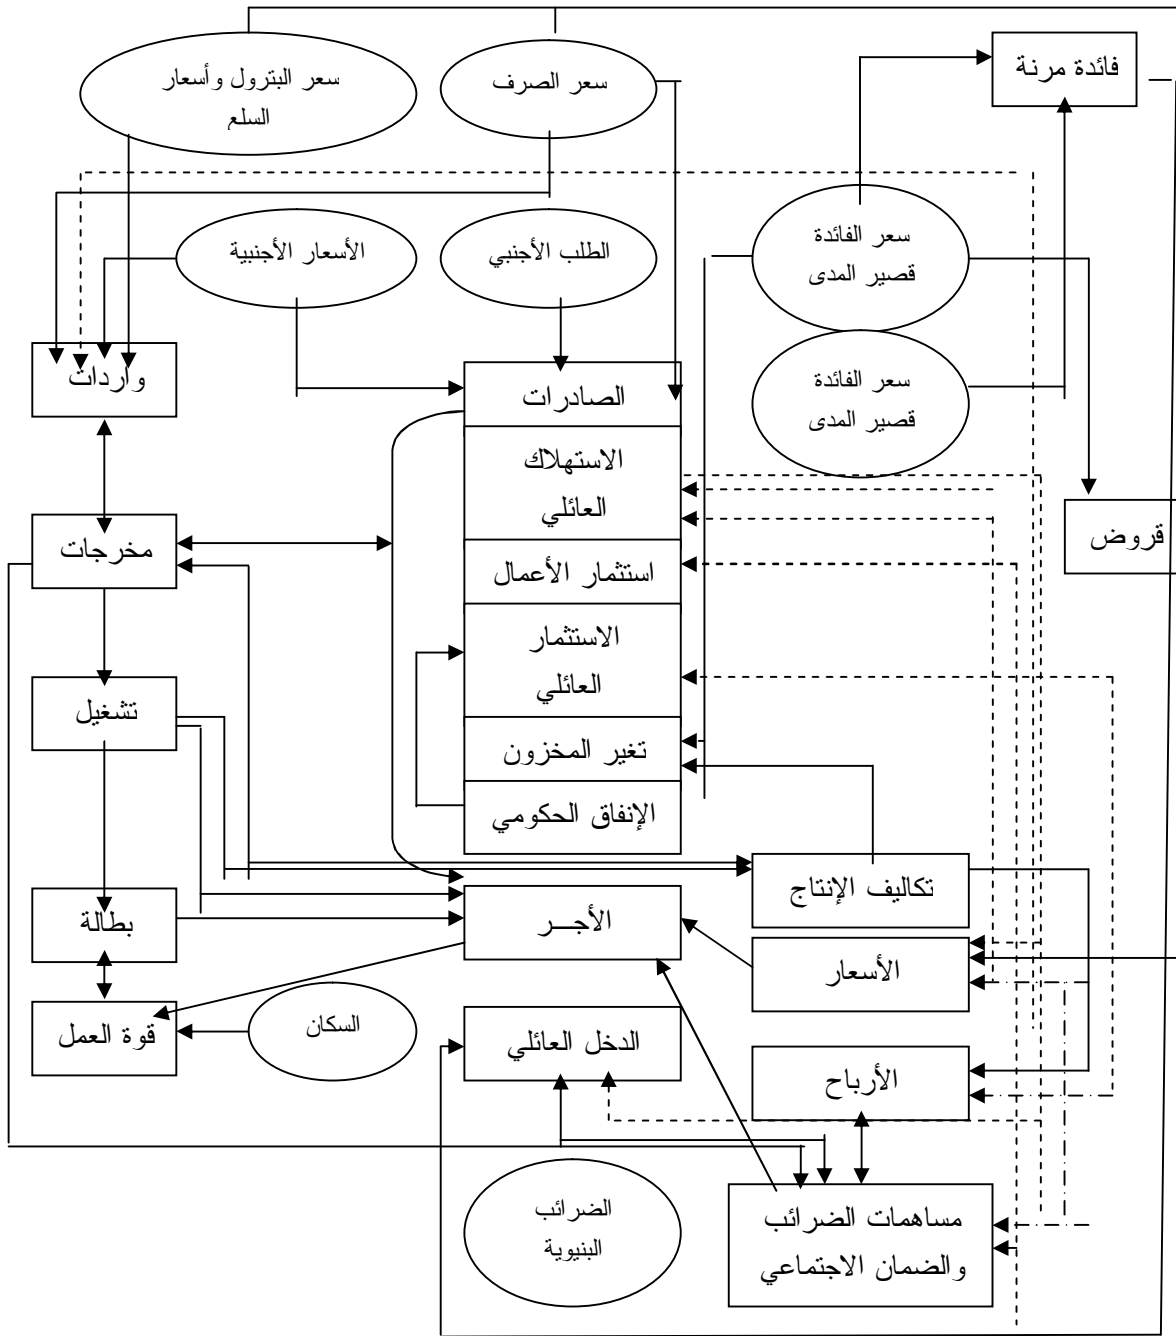 سعر البترول وأسعار
السلع
سعر الصرف
فائدة مرنة
الأسعار الأجنبية
الطلب الأجنبي
سعر الفائدة
قصير المدى
سعر الفائدة
قصير المدى
واردات
الصادرات
الاستهلاك
العائلي
قروض
مخرجات
استثمار الأعمال
الاستثمار
العائلي
تشغيل
تغير المخزون
الإنفاق الحكومي
تكاليف الإنتاج
بطالة
الأجــر
الأسعار
قوة العمل
السكان
الدخل العائلي
الأرباح
الضرائب
البنيوية
مساهمات الضرائب
والضمان الاجتماعي